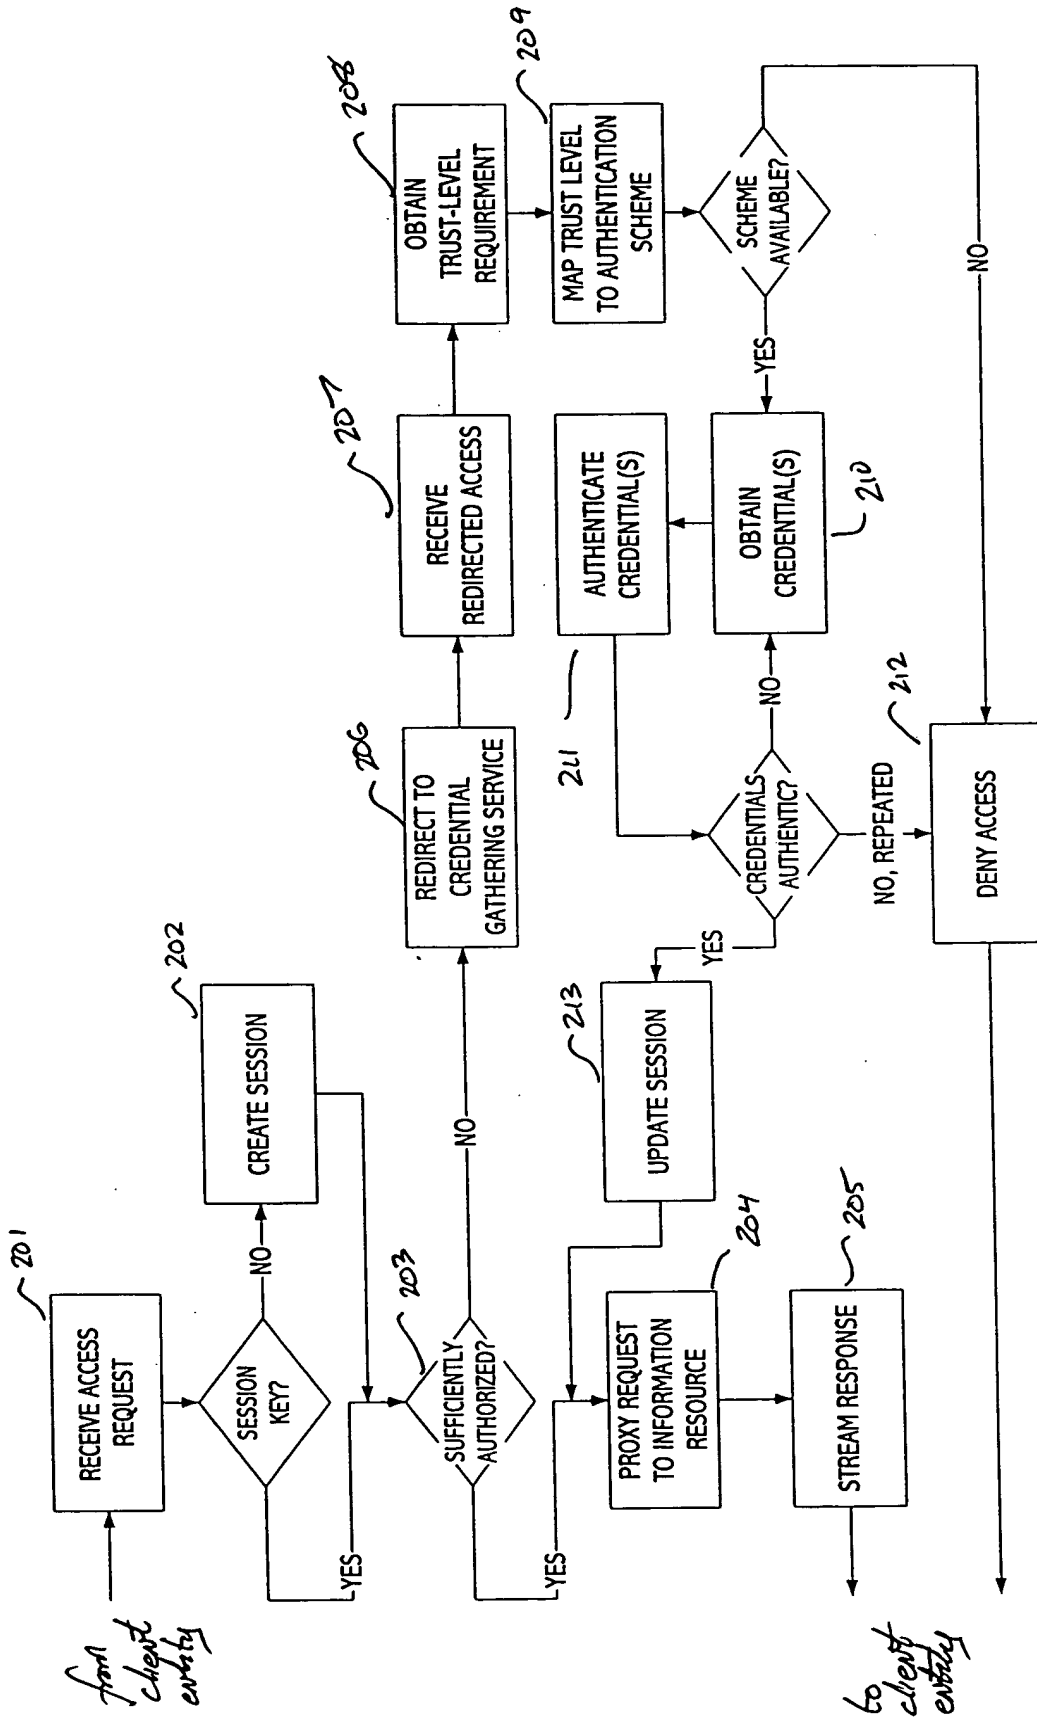 from
client
entity
201
RECEIVE ACCESS
REQUEST
SESSION
KEY?
NO
YES
202
CREATE SESSION
203
SUFFICIENTLY
AUTHORIZED?
NO
YES
PROXY REQUEST
TO INFORMATION
RESOURCE
204
STREAM RESPONSE
205
to
client
entity
206
REDIRECT TO
CREDENTIAL
GATHERING SERVICE
207
RECEIVE
REDIRECTED ACCESS
208
OBTAIN
TRUST-LEVEL
REQUIREMENT
209
MAP TRUST LEVEL
TO AUTHENTICATION
SCHEME
SCHEME
AVAILABLE?
YES
NO
OBTAIN
CREDENTIAL(S)
210
AUTHENTICATE
CREDENTIAL(S)
211
CREDENTIALS
AUTHENTIC?
NO
YES
NO, REPEATED
212
DENY ACCESS
213
UPDATE SESSION